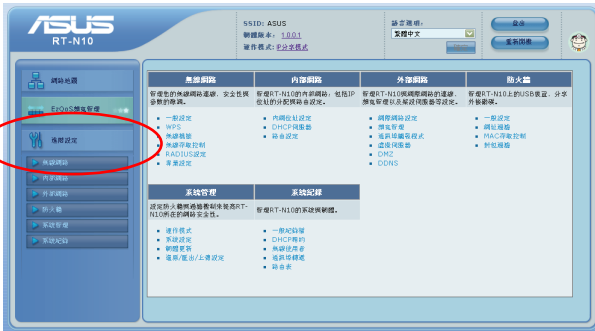 ASUS
RT-N10
SSID: ASUS
韌體版本: 1.0.0.1
運作模式: IP分享模式
語言選項:
繁體中文
登出
重新開機
網路地圖
EzQoS頻寬管理
進階設定
無線網路
內部網路
外部網路
防火牆
系統管理
系統紀錄
無線網路
管理您的無線網路連線、安全性與參數的微調。
一般設定
WPS
無線橋接
無線存取控制
RADIUS設定
專業設定
內部網路
管理RT-N10的內部網路，包括IP位址的分配與路由設定。
內網位址設定
DHCP伺服器
路由設定
外部網路
管理RT-N10與網際網路的連線、頻寬管理以及架設伺服器等設定。
網際網路設定
頻寬管理
通訊埠觸發程式
虛擬伺服器
DMZ
DDNS
防火牆
管理RT-N10上的USB裝置、分享外接硬碟。
一般設定
網址過濾
MAC存取控制
封包過濾
系統管理
設定防火牆與過濾機制來提高RT-N10所在的網路安全性。
運作模式
系統設定
韌體更新
還原/匯出/上傳設定
系統紀錄
管理RT-N10的系統與韌體。
一般紀錄檔
DHCP租約
無線使用者
通訊埠轉遞
路由表